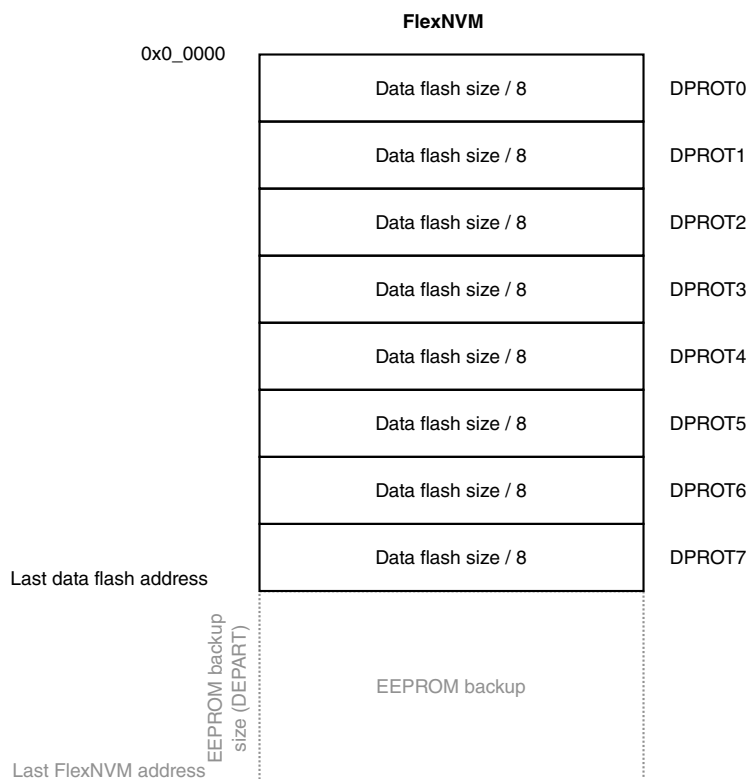 FlexNVM
0x0_0000
Data flash size / 8 DPROT0
Data flash size / 8 DPROT1
Data flash size / 8 DPROT2
Data flash size / 8 DPROT3
Data flash size / 8 DPROT4
Data flash size / 8 DPROT5
Data flash size / 8 DPROT6
Data flash size / 8 DPROT7
Last data flash address
EEPROM backup
size (DEPART)
EEPROM backup
Last FlexNVM address